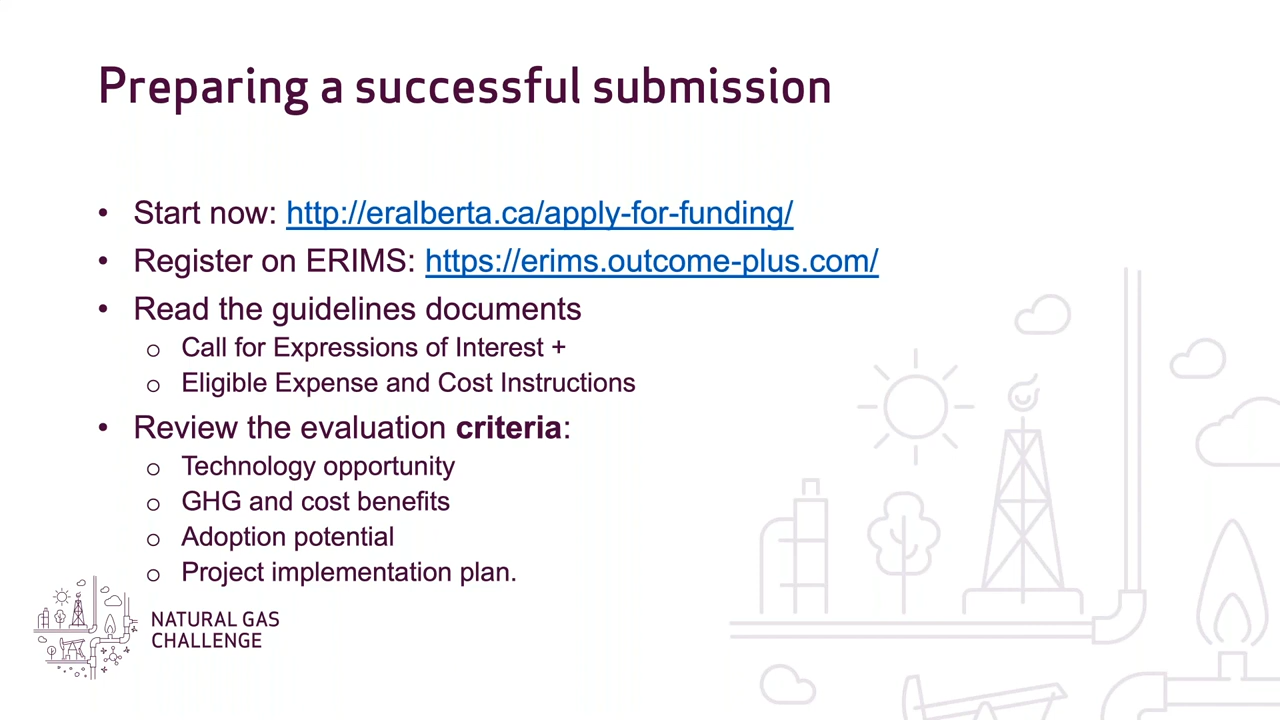 Preparing a successful submission
• Start now: http://eralberta.ca/apply-for-funding/
• Register on ERIMS: https://erims.outcome-plus.com/
• Read the guidelines documents
o Call for Expressions of Interest +
o Eligible Expense and Cost Instructions
• Review the evaluation criteria:
o Technology opportunity
o GHG and cost benefits
o Adoption potential
o Project implementation plan.
NATURAL GAS
CHALLENGE